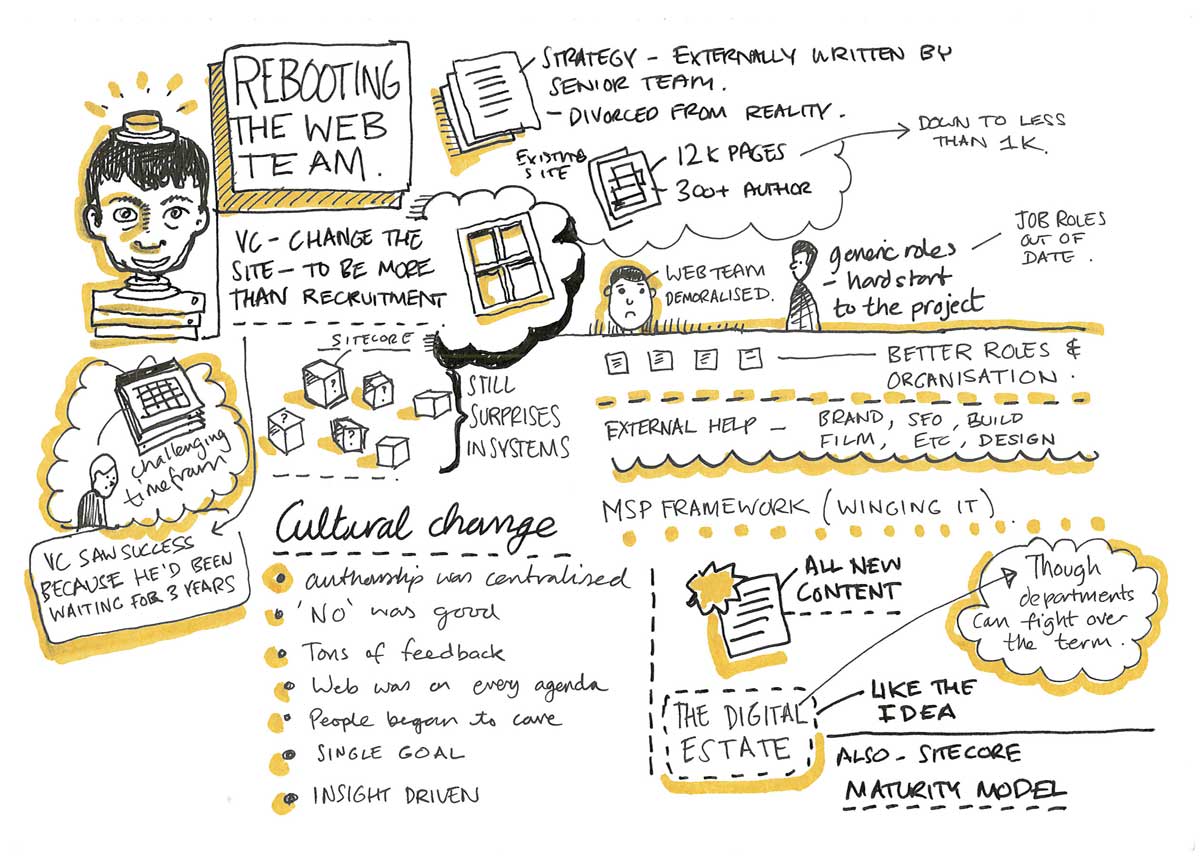 REBOOTING
THE WEB
TEAM.
STRATEGY - EXTERNALLY WRITTEN BY
SENIOR TEAM.
- DIVORCED FROM REALITY.
EXISTING
SITE
12K PAGES
300+ AUTHOR
DOWN TO LESS
THAN 1K.
VC - CHANGE THE
SITE - TO BE MORE
THAN RECRUITMENT
WEB TEAM
DEMORALISED.
generic roles
- hard start
to the project
JOB ROLES
OUT OF
DATE.
SITECORE
?
?
?
?
STILL
SURPRISES
IN SYSTEMS
BETTER ROLES &
ORGANISATION.
EXTERNAL HELP - BRAND, SEO, BUILD
FILM, ETC, DESIGN
challenging
timefram
MSP FRAMEWORK (WINGING IT).
VC SAW SUCCESS
BECAUSE HE'D BEEN
WAITING FOR 3 YEARS
Cultural change
authorship was centralised
'No' was good
Tons of feedback
Web was on every agenda
People began to care
SINGLE GOAL
INSIGHT DRIVEN
ALL NEW
CONTENT
Though
departments
can fight over
the term.
THE DIGITAL
ESTATE
LIKE THE
IDEA
ALSO - SITECORE
MATURITY MODEL